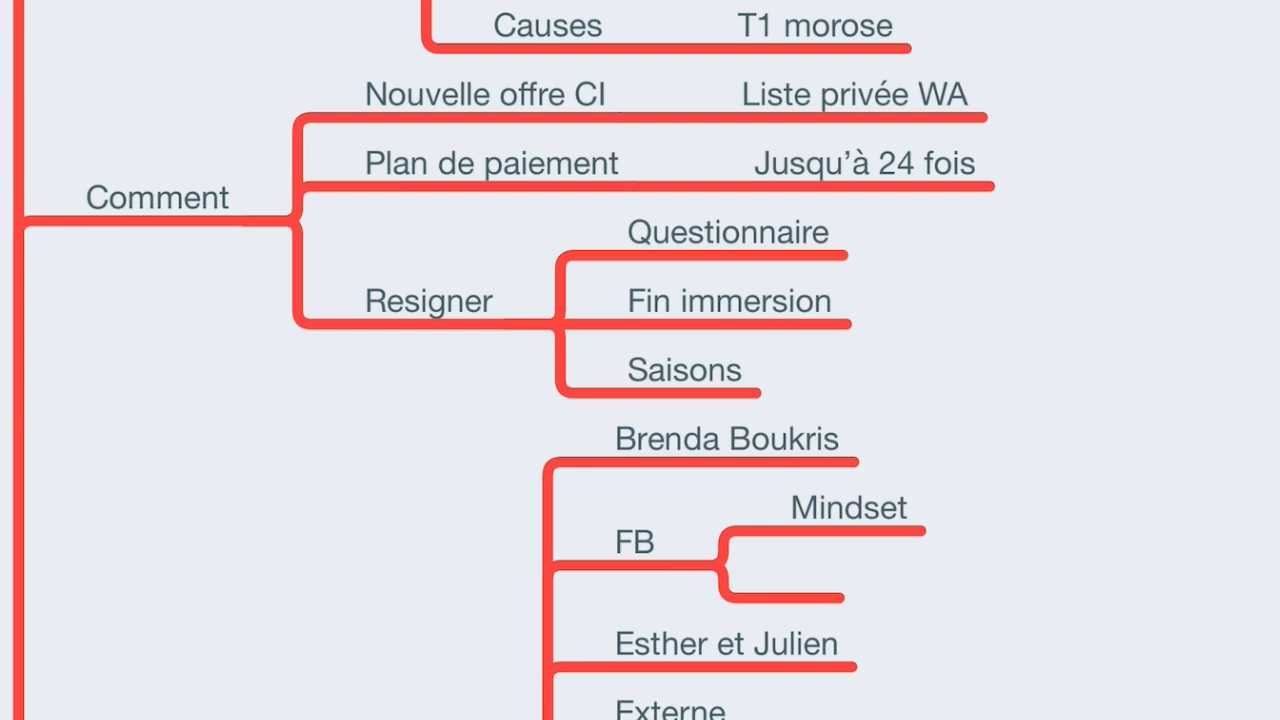 Causes T1 morose
Nouvelle offre CI Liste privée WA
Plan de paiement Jusqu’à 24 fois
Comment
Questionnaire
Resigner Fin immersion
Saisons
Brenda Boukris
Mindset
FB
Esther et Julien
Externe